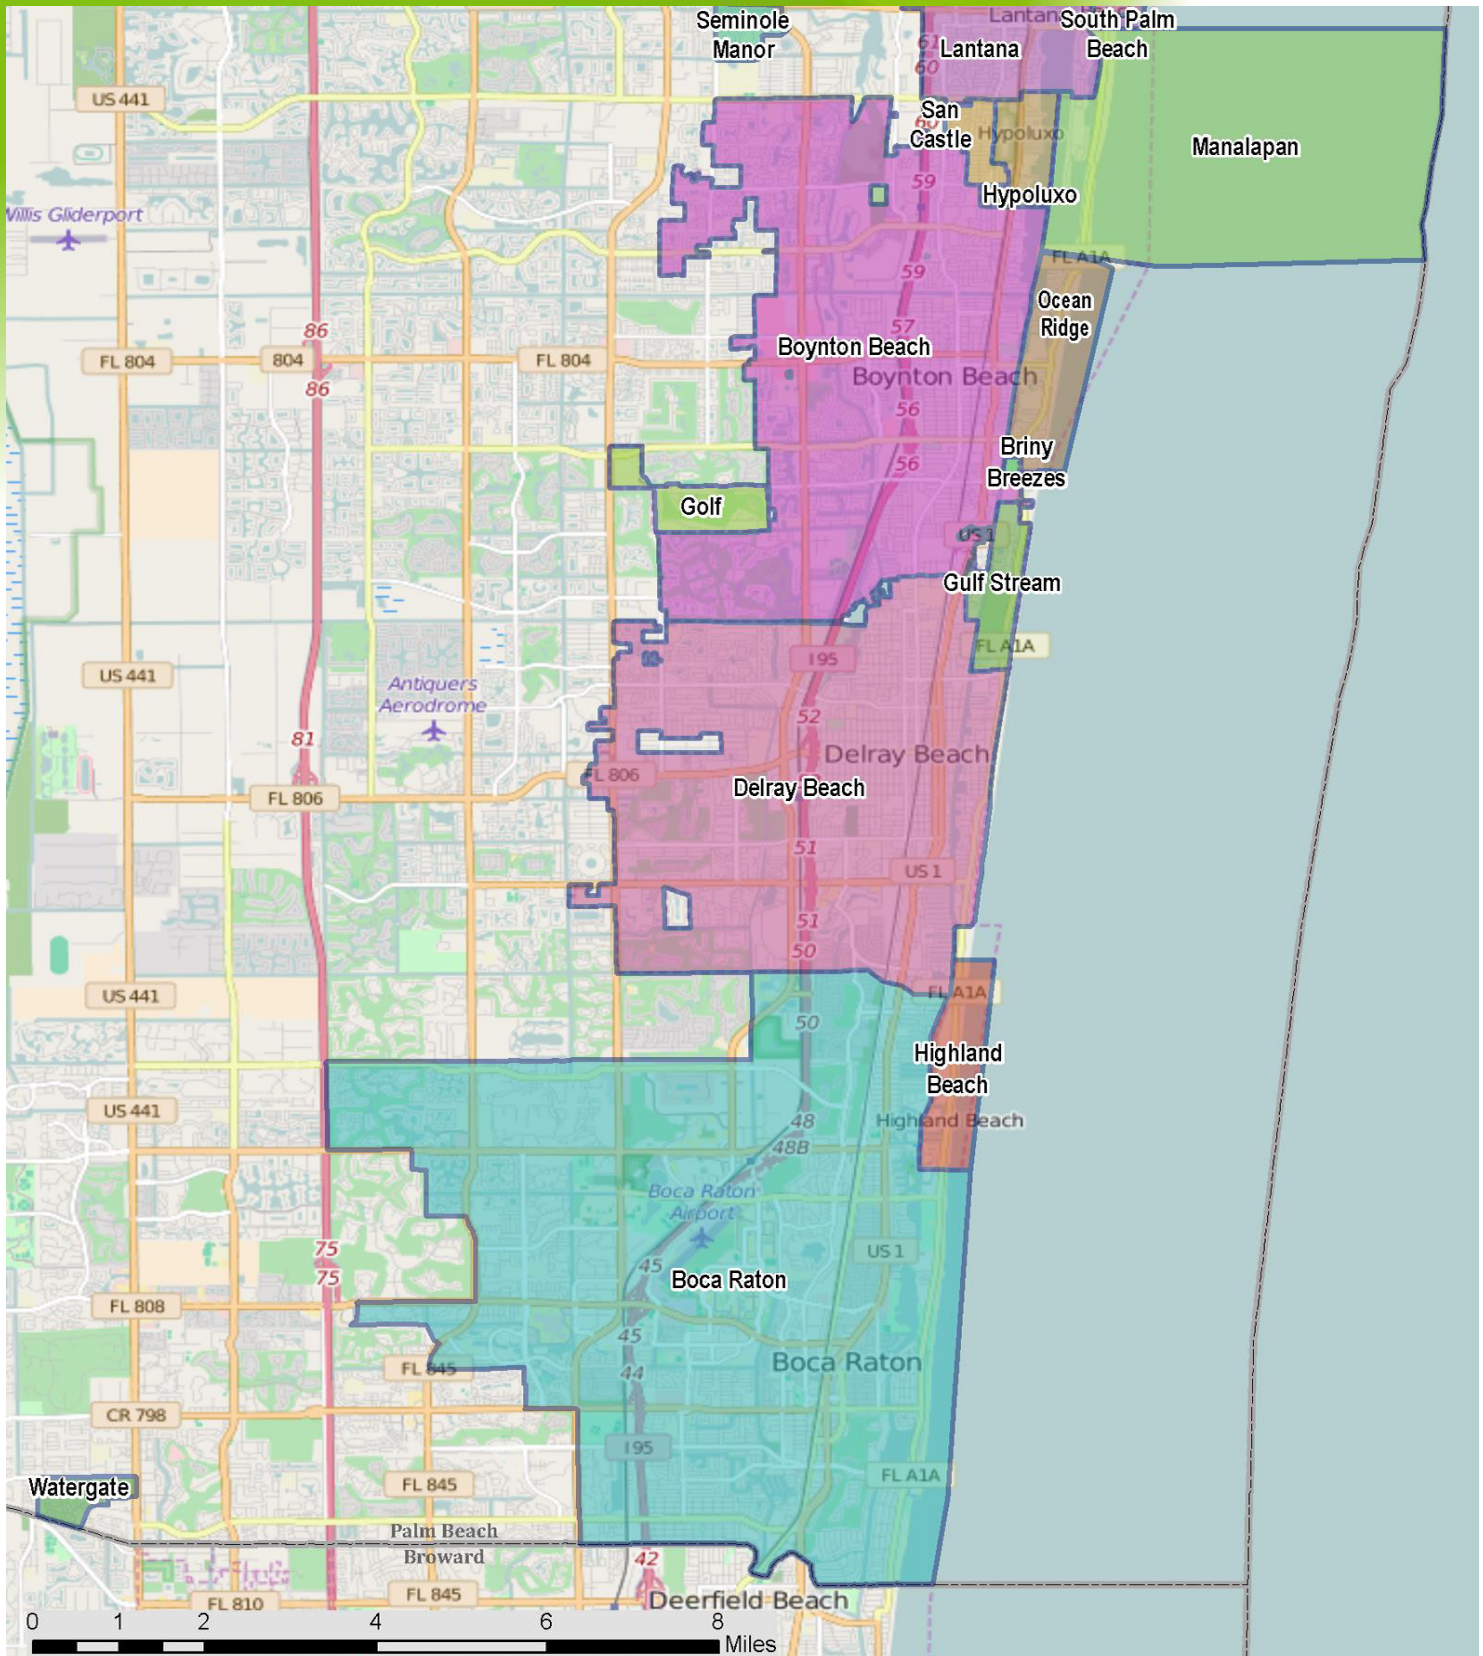 Seminole
Manor
Lantana
South Palm
Beach
61
60
Lantana
US 441
San
Castle
60
Hypoluxo
Manalapan
59
Hypoluxo
Willis Gliderport
FL A1A
59
Ocean
Ridge
86
57
Boynton Beach
FL 804
804
FL 804
86
Boynton Beach
56
Briny
Breezes
56
Golf
US 1
Gulf Stream
FL A1A
I 95
US 441
Antiquers
Aerodrome
52
81
Delray Beach
FL 806
Delray Beach
FL 806
51
US 1
51
50
US 441
FL A1A
50
Highland
Beach
US 441
48
Highland Beach
48B
Boca Raton
Airport
75
US 1
75
45
Boca Raton
FL 808
45
Boca Raton
FL 845
44
CR 798
I 95
FL A1A
Watergate
FL 845
Palm Beach
Broward
42
FL 810
FL 845
Deerfield Beach
0 1 2 4 6 8
Miles